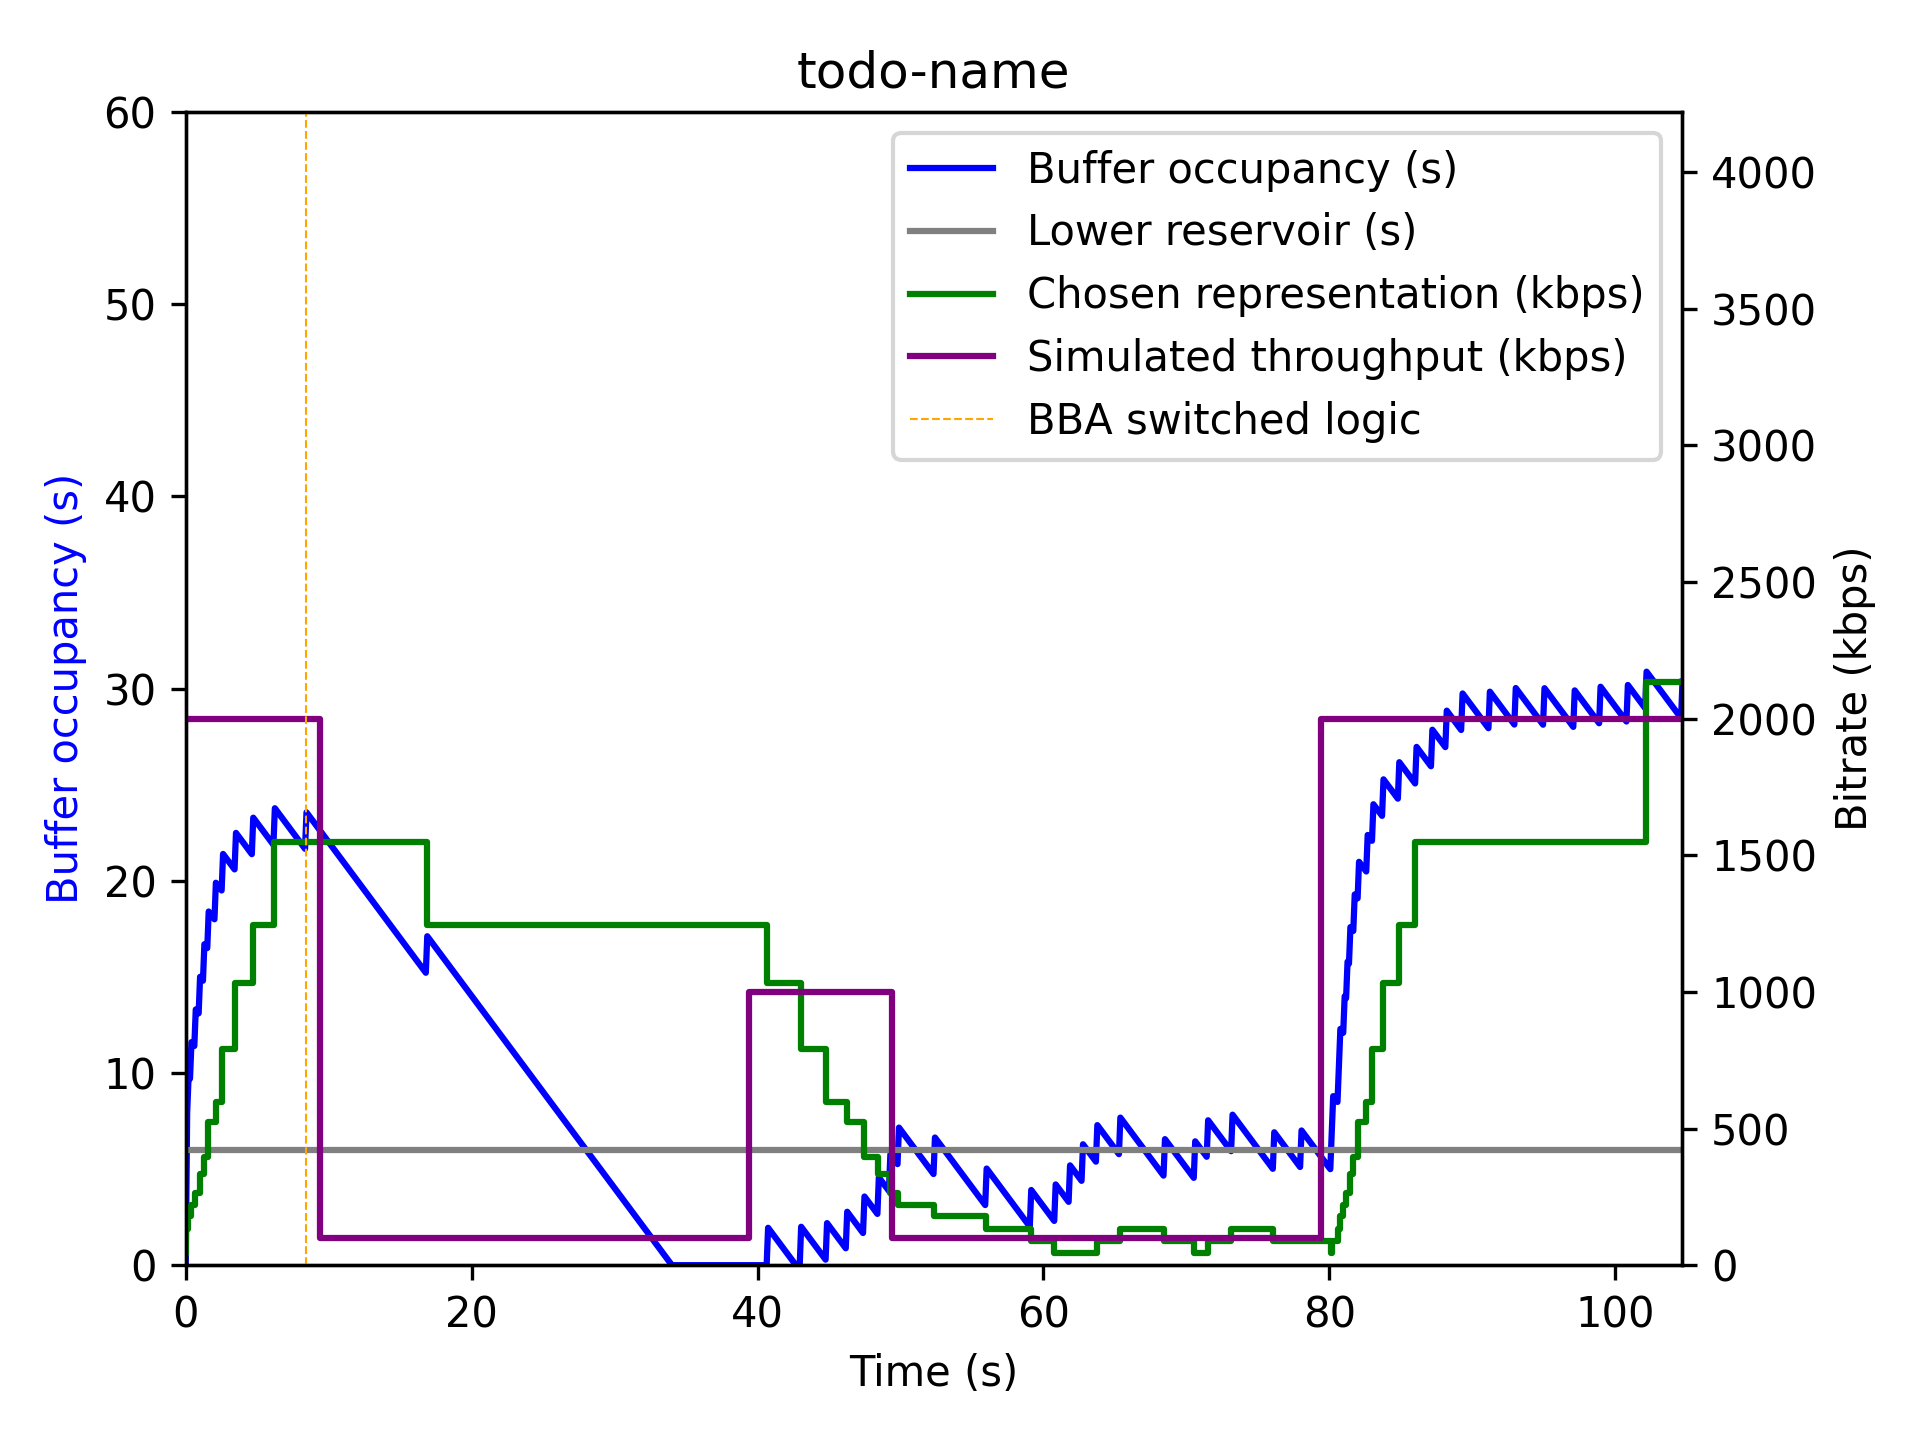 todo-name
60
50
40
30
20
10
0
Buffer occupancy (s)
Buffer occupancy (s)
Lower reservoir (s)
Chosen representation (kbps)
Simulated throughput (kbps)
BBA switched logic
4000
3500
3000
2500
2000
1500
1000
500
0
Bitrate (kbps)
0 20 40 60 80 100
Time (s)